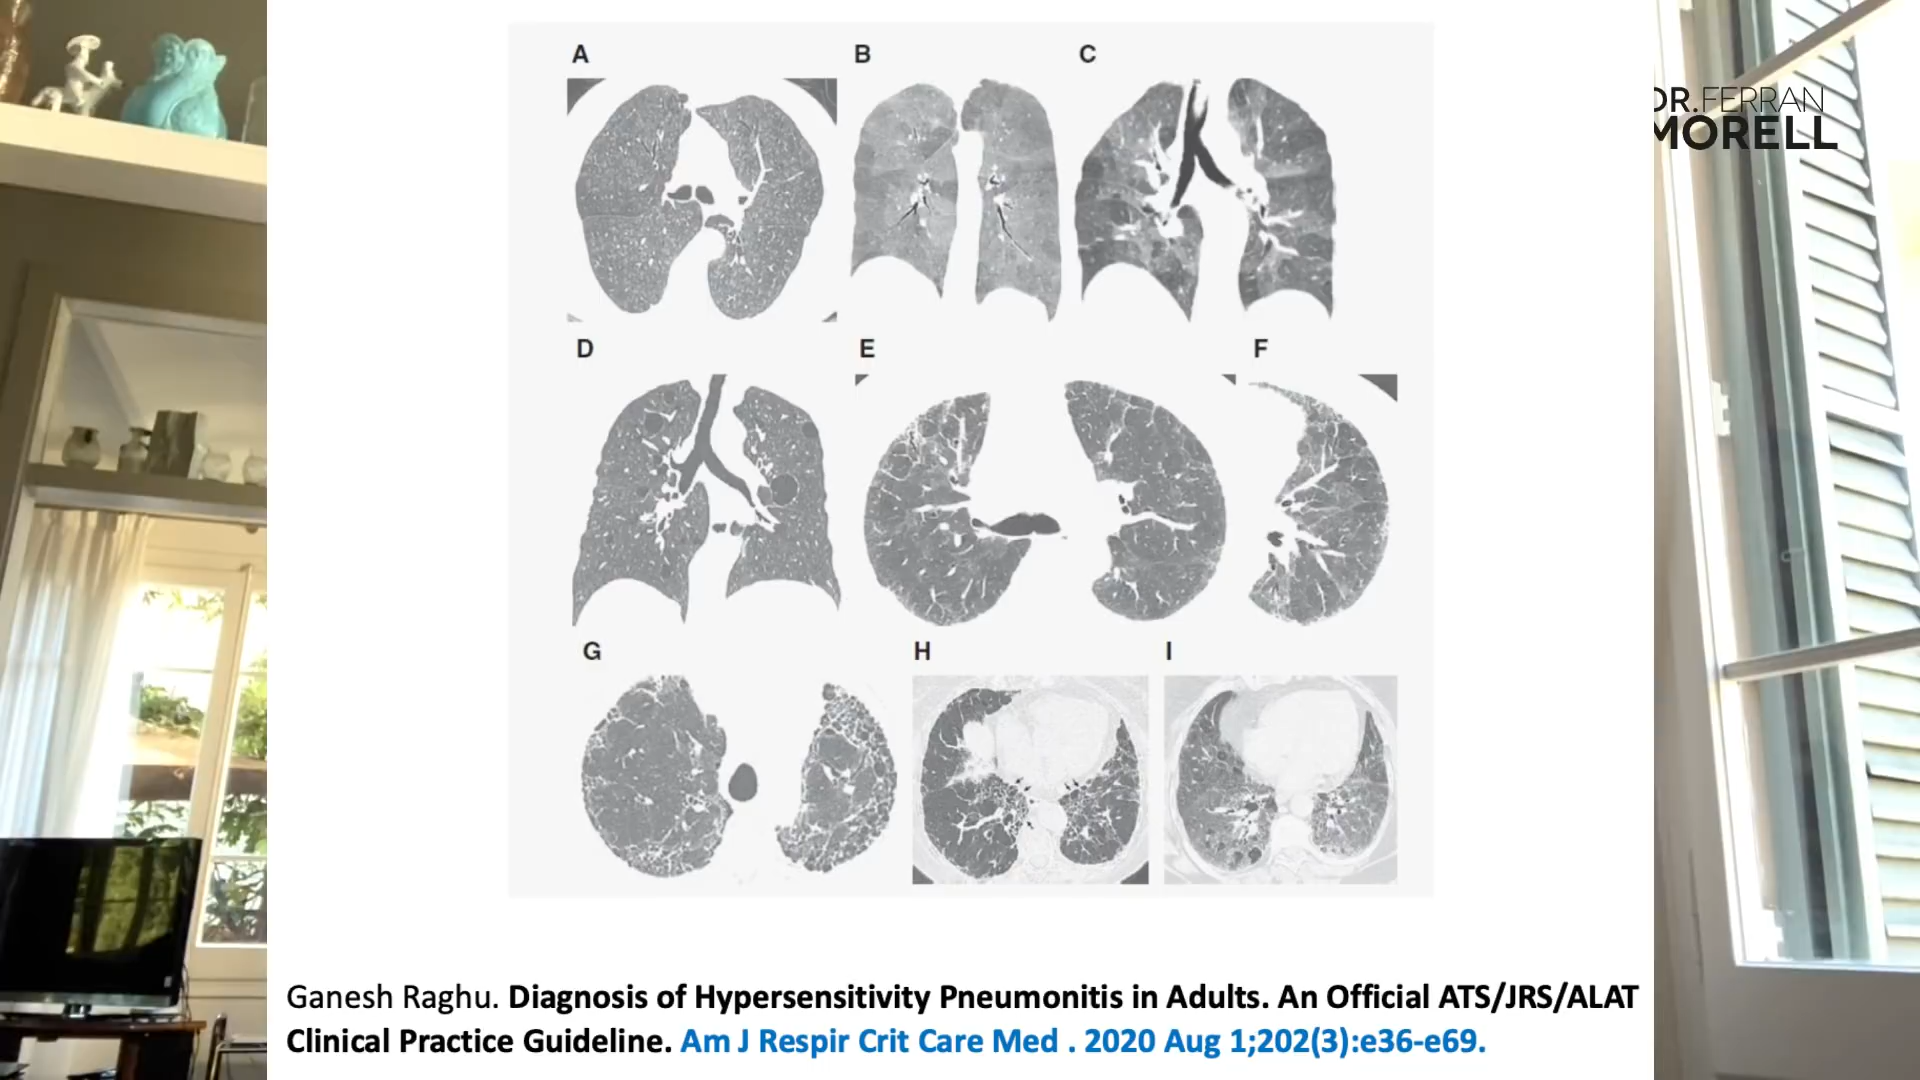 A
B
C
D
E
F
G
H
I
DR.FERRAN
MORELL
Ganesh Raghu. Diagnosis of Hypersensitivity Pneumonitis in Adults. An Official ATS/JRS/ALAT
Clinical Practice Guideline. Am J Respir Crit Care Med . 2020 Aug 1;202(3):e36-e69.